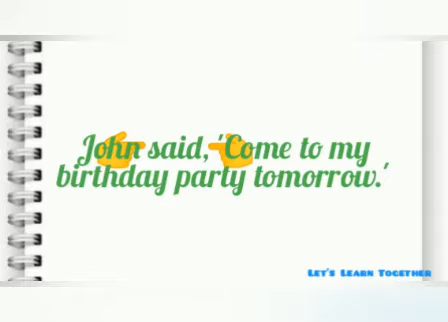 John said, 'Come to my
birthday party tomorrow.'
Let's Learn Together